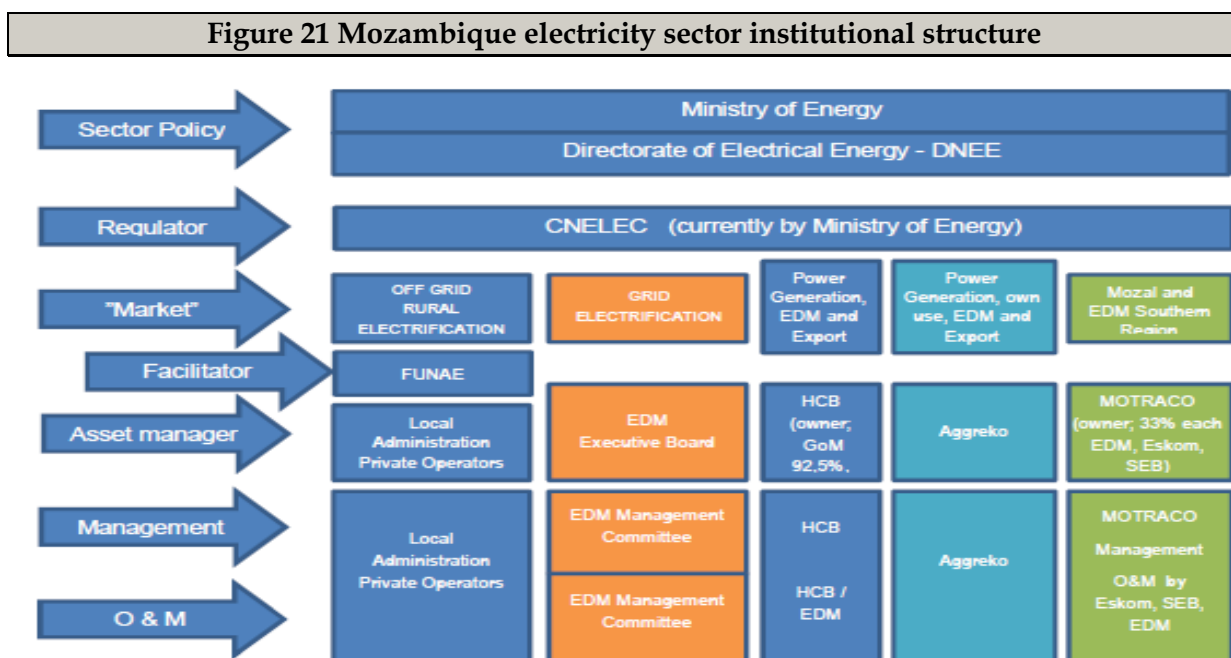 Figure 21 Mozambique electricity sector institutional structure
Sector Policy
Ministry of Energy
Directorate of Electrical Energy - DNEE
Regulator
CNELEC (currently by Ministry of Energy)
"Market"
OFF GRID
RURAL
ELECTRIFICATION
GRID
ELECTRIFICATION
Power
Generation,
EDM and
Export
Power
Generation, own
use, EDM and
Export
Mozal and
EDM Southern
Region
Facilitator
FUNAE
Asset manager
Local
Administration
Private Operators
EDM
Executive Board
HCB
(owner;
GoM
92,5%,
Aggreko
MOTRACO
(owner; 33% each
EDM, Eskom,
SEB)
Management
Local
Administration
Private Operators
EDM Management
Committee
HCB
Aggreko
MOTRACO
Management
O & M
EDM Management
Committee
HCB /
EDM
O&M by
Eskom, SEB,
EDM